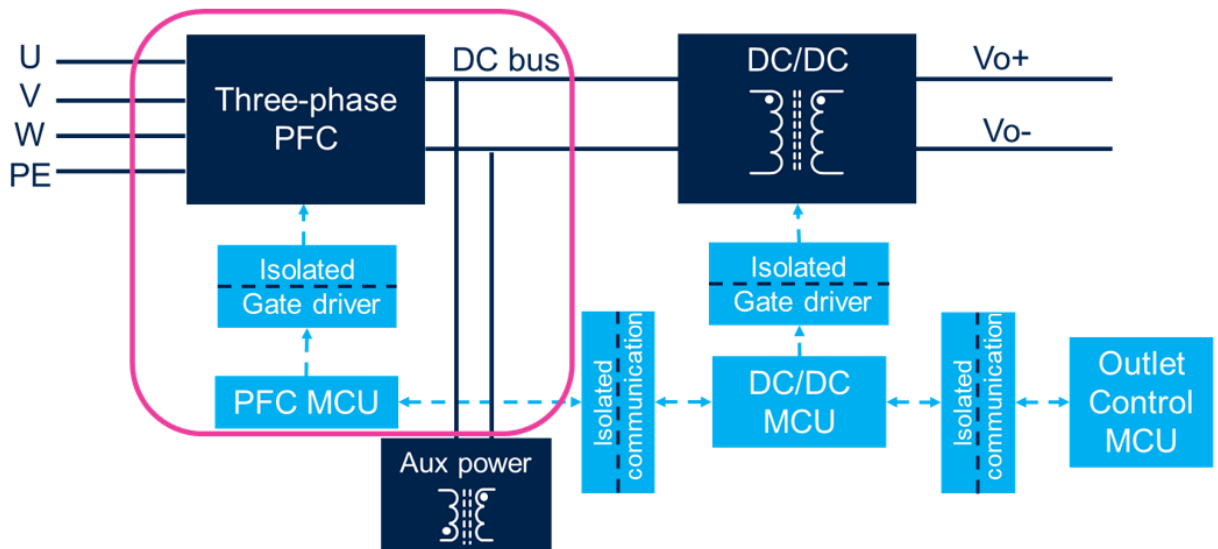 U
V
W
PE
Three-phase
PFC
DC bus
DC/DC
Vo+
Vo-
Isolated
Gate driver
PFC MCU
Aux power
Isolated
communication
Isolated
Gate driver
DC/DC
MCU
Isolated
communication
Outlet
Control
MCU